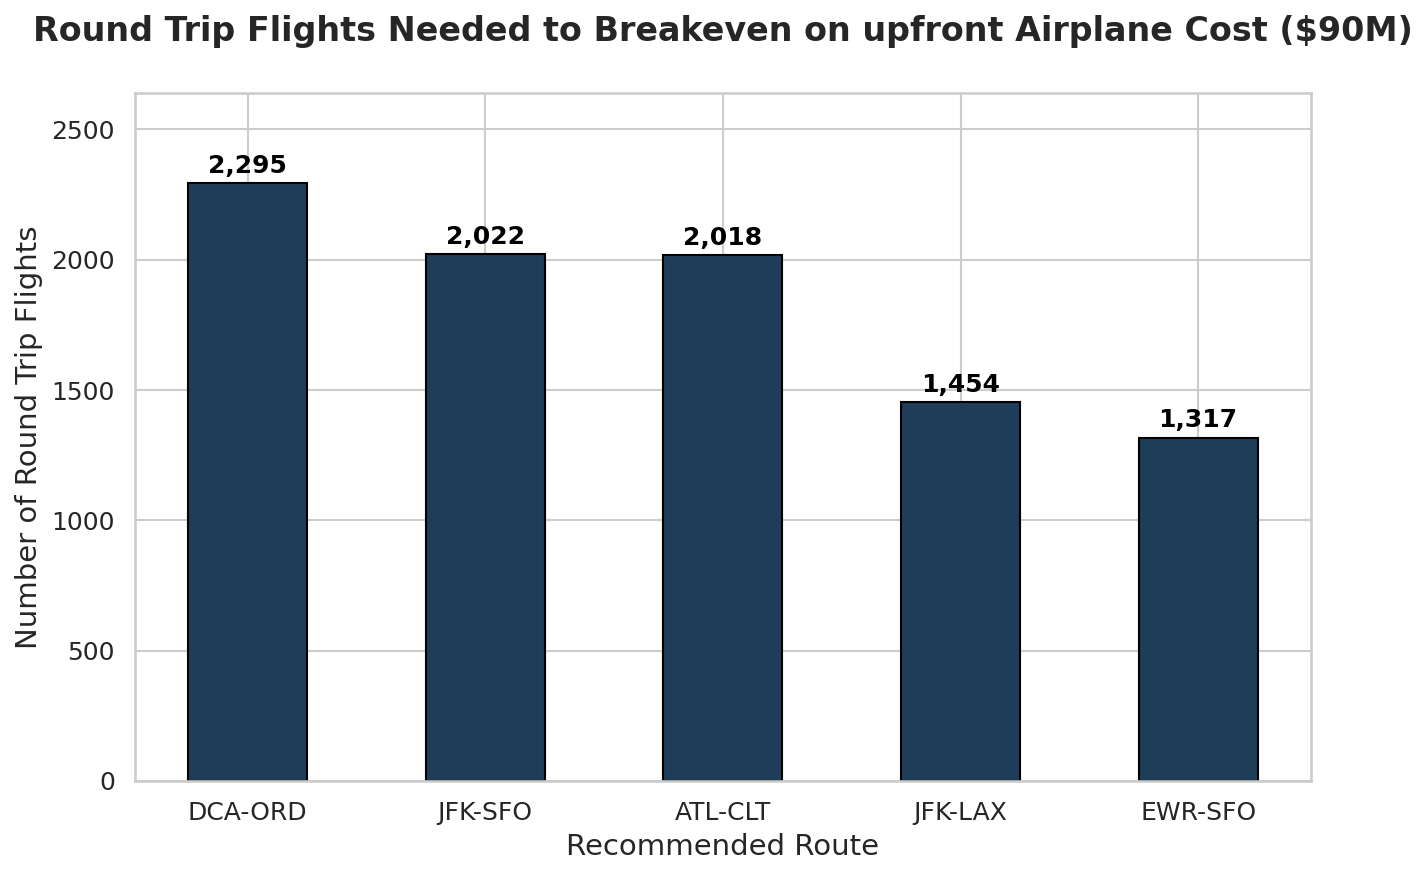 Round Trip Flights Needed to Breakeven on upfront Airplane Cost ($90M)
Number of Round Trip Flights
2500
2000
1500
1000
500
0
2,295
2,022
2,018
1,454
1,317
DCA-ORD
JFK-SFO
ATL-CLT
JFK-LAX
EWR-SFO
Recommended Route